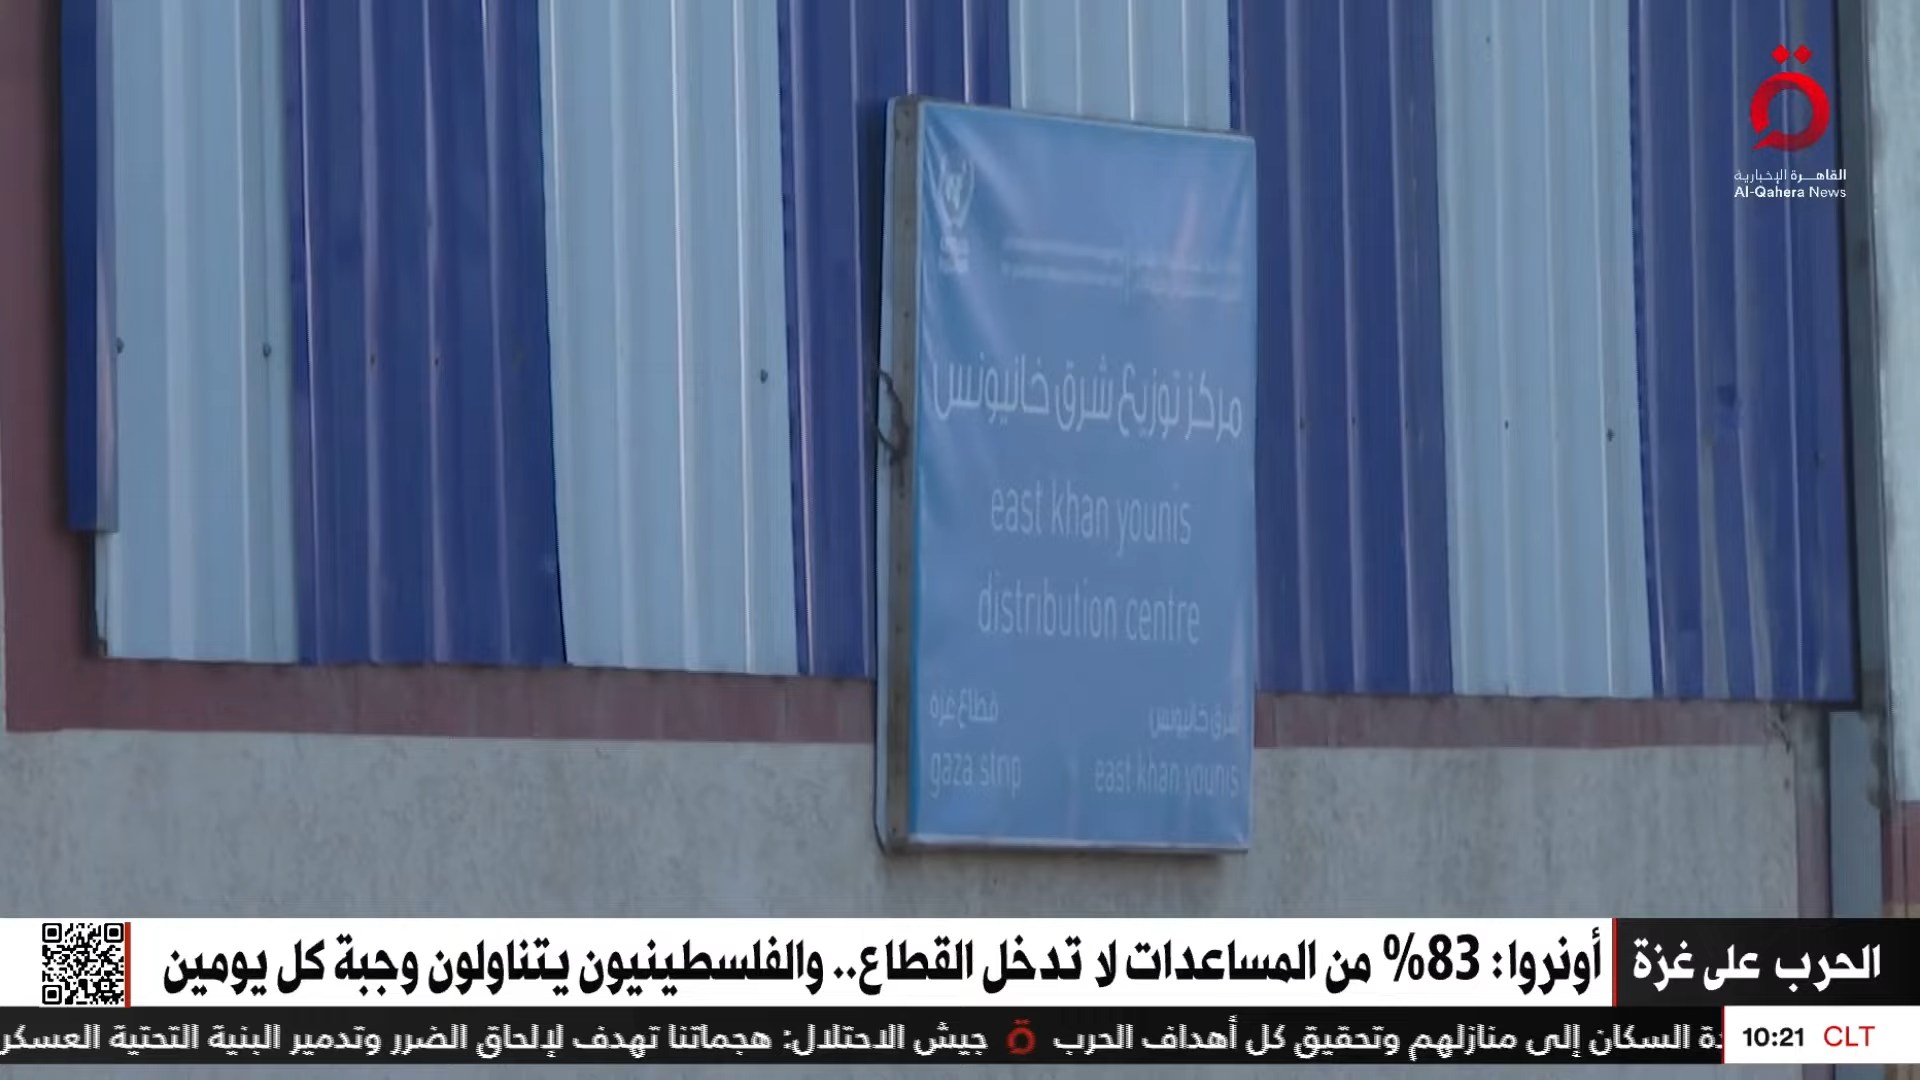 القاهرة الإخبارية
Al-Qahera News
مركز توزيع شرق خانيونس
east khan younis
distribution centre
قطاع غزة
شرق خانيونس
gaza strip
east khan younis
الحرب على غزة
أونروا: 83% من المساعدات لا تدخل القطاع.. والفلسطينيون يتناولون وجبة كل يومين
10:21 CLT
السكان إلى منازلهم وتحقيق كل أهداف الحرب
جيش الاحتلال: هجماتنا تهدف لإلحاق الضرر وتدمير البنية التحتية